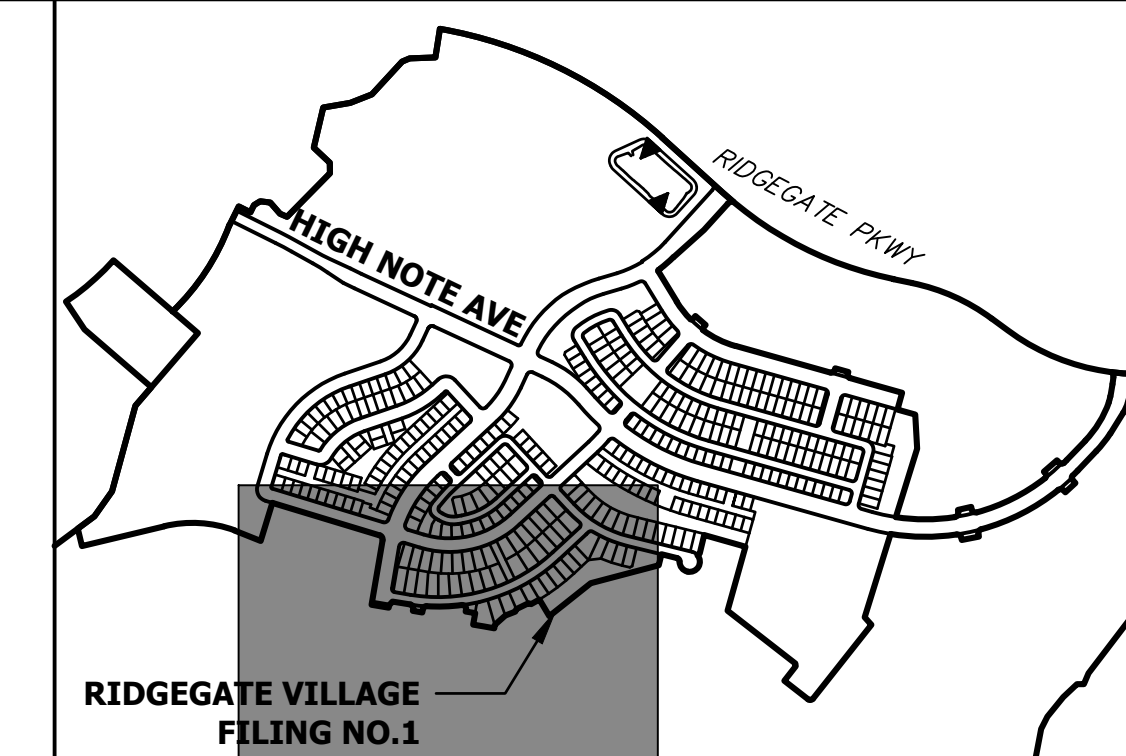 RIDGEGATE PKWY
HIGH NOTE AVE
RIDGEGATE VILLAGE
FILING NO.1